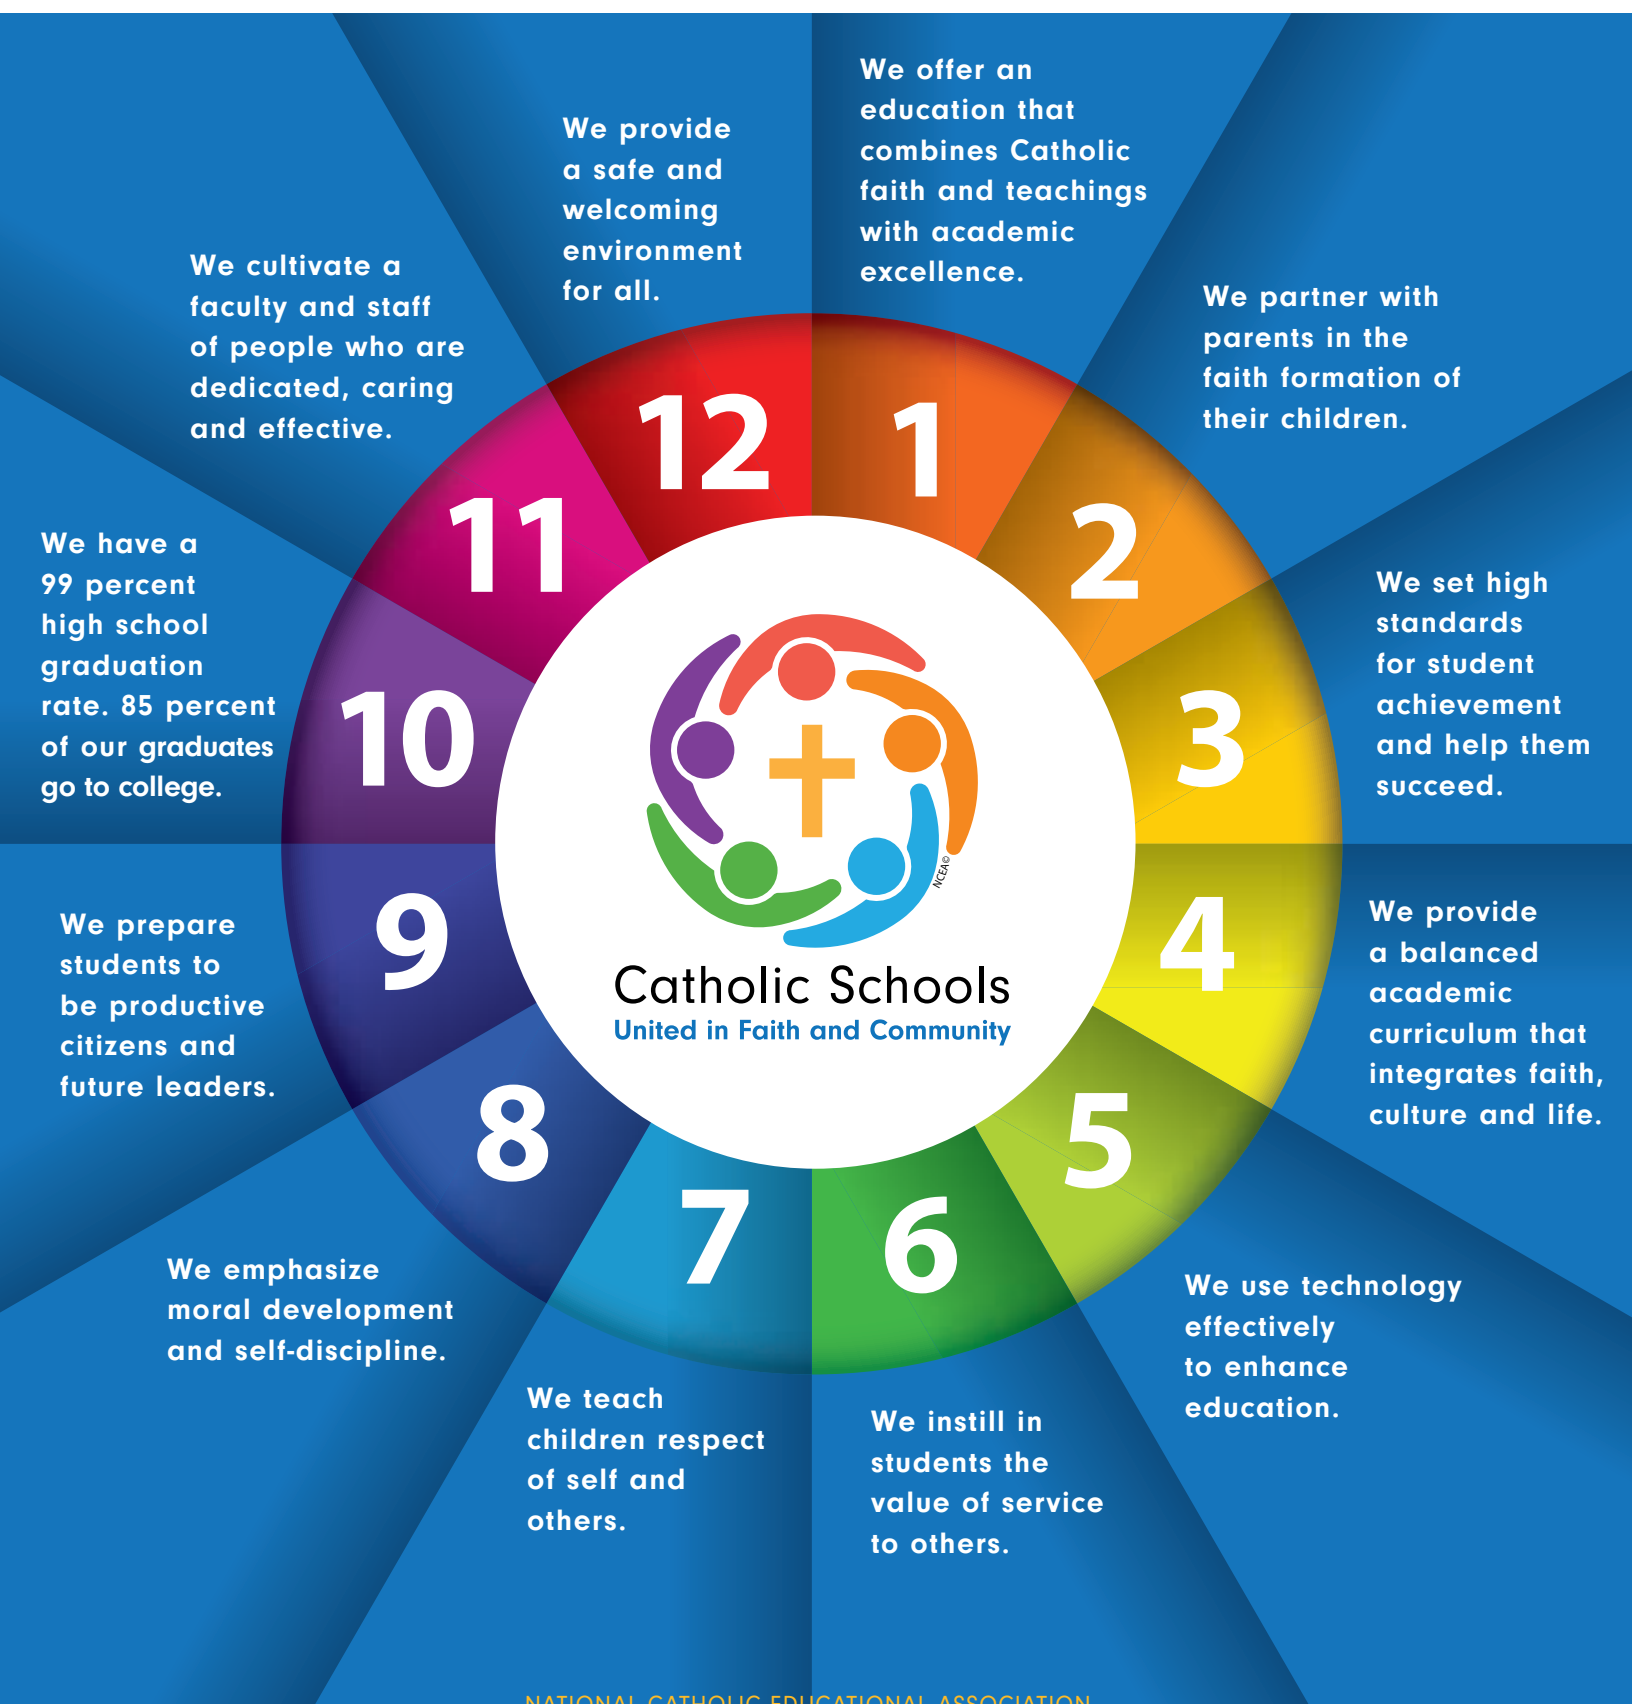 We offer an
education that
combines Catholic
faith and teachings
with academic
excellence.
1
We partner with
parents in the
faith formation of
their children.
2
We set high
standards
for student
achievement
and help them
succeed.
3
We provide
a balanced
academic
curriculum that
integrates faith,
culture and life.
4
We use technology
effectively
to enhance
education.
5
We instill in
students the
value of service
to others.
6
We teach
children respect
of self and
others.
7
We emphasize
moral development
and self-discipline.
8
We prepare
students to
be productive
citizens and
future leaders.
9
We have a
99 percent
high school
graduation
rate. 85 percent
of our graduates
go to college.
10
We cultivate a
faculty and staff
of people who are
dedicated, caring
and effective.
11
We provide
a safe and
welcoming
environment
for all.
12
NCEA©
Catholic Schools
United in Faith and Community
NATIONAL CATHOLIC EDUCATIONAL ASSOCIATION